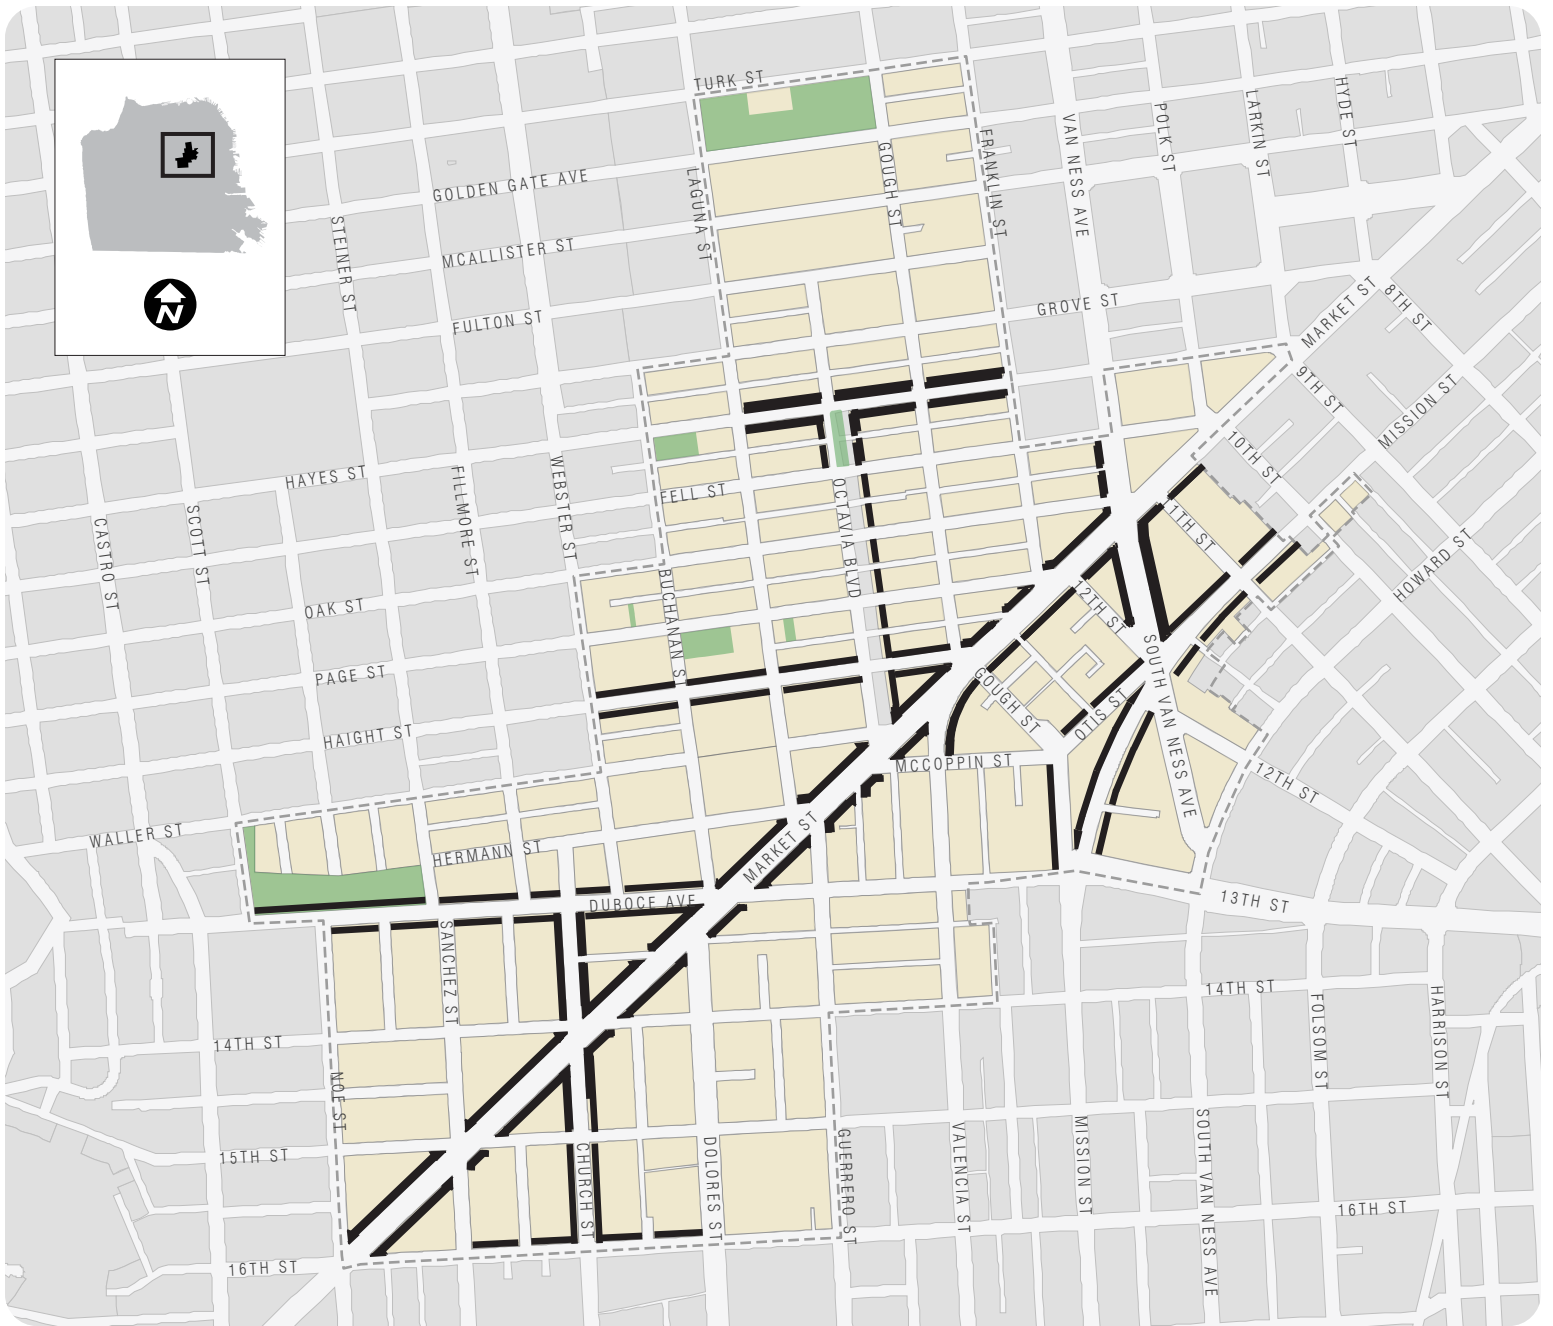 TURK ST
GOLDEN GATE AVE
MCALLISTER ST
FULTON ST
GROVE ST
STEINER ST
LAGUNA ST
GOUGH ST
FRANKLIN ST
VAN NESS AVE
POLK ST
LARKIN ST
HYDE ST
N
MARKET ST
8TH ST
9TH ST
MISSION ST
10TH ST
HAYES ST
FELL ST
OCTAVIA BLVD
CASTRO ST
SCOTT ST
FILLMORE ST
WEBSTER ST
BUCHANAN ST
11TH ST
HOWARD ST
OAK ST
PAGE ST
HAIGHT ST
12TH ST
GOUGH ST
OTIS ST
SOUTH VAN NESS AVE
MCCOPPIN ST
12TH ST
WALLER ST
HERMANN ST
MARKET ST
DUBOCE AVE
13TH ST
SANCHEZ ST
14TH ST
14TH ST
FOLSOM ST
HARRISON ST
NOE ST
15TH ST
CHURCH ST
DOLORES ST
GUERRERO ST
VALENCIA ST
MISSION ST
SOUTH VAN NESS AVE
16TH ST
16TH ST